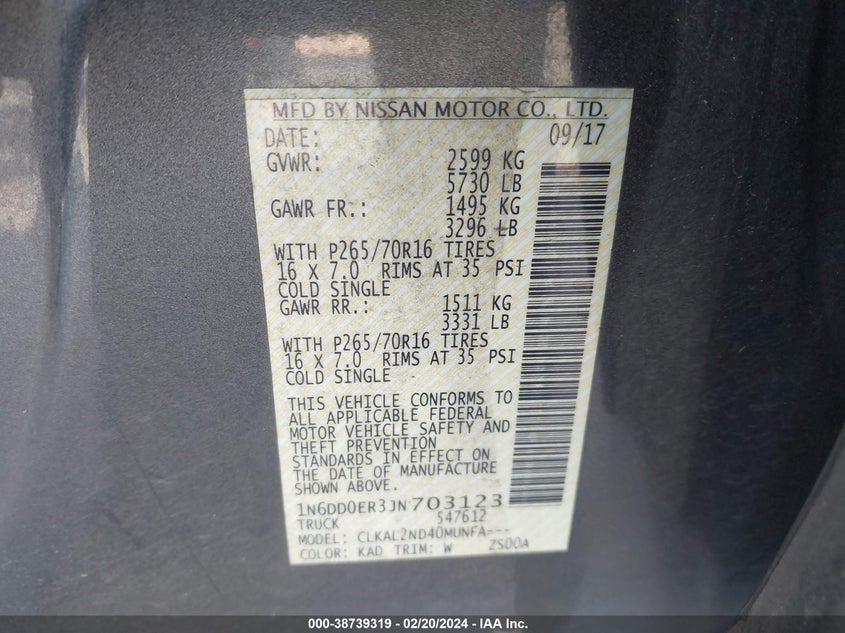 MFD BY NISSAN MOTOR CO., LTD.
DATE: 09/17
GVWR: 2599 KG
5730 LB
GAWR FR.: 1495 KG
3296 LB
WITH P265/70R16 TIRES
16 X 7.0 RIMS AT 35 PSI
COLD SINGLE
GAWR RR.: 1511 KG
3331 LB
WITH P265/70R16 TIRES
16 X 7.0 RIMS AT 35 PSI
COLD SINGLE
THIS VEHICLE CONFORMS TO
ALL APPLICABLE FEDERAL
MOTOR VEHICLE SAFETY AND
THEFT PREVENTION
STANDARDS IN EFFECT ON
THE DATE OF MANUFACTURE
SHOWN ABOVE.
1N6DD0ER3JN703123
TRUCK 547612
MODEL: CLKAL2ND40MUNFA---
COLOR: KAD TRIM: W ZS00A
000-38739319 / 02/20/2024 / IAA Inc.